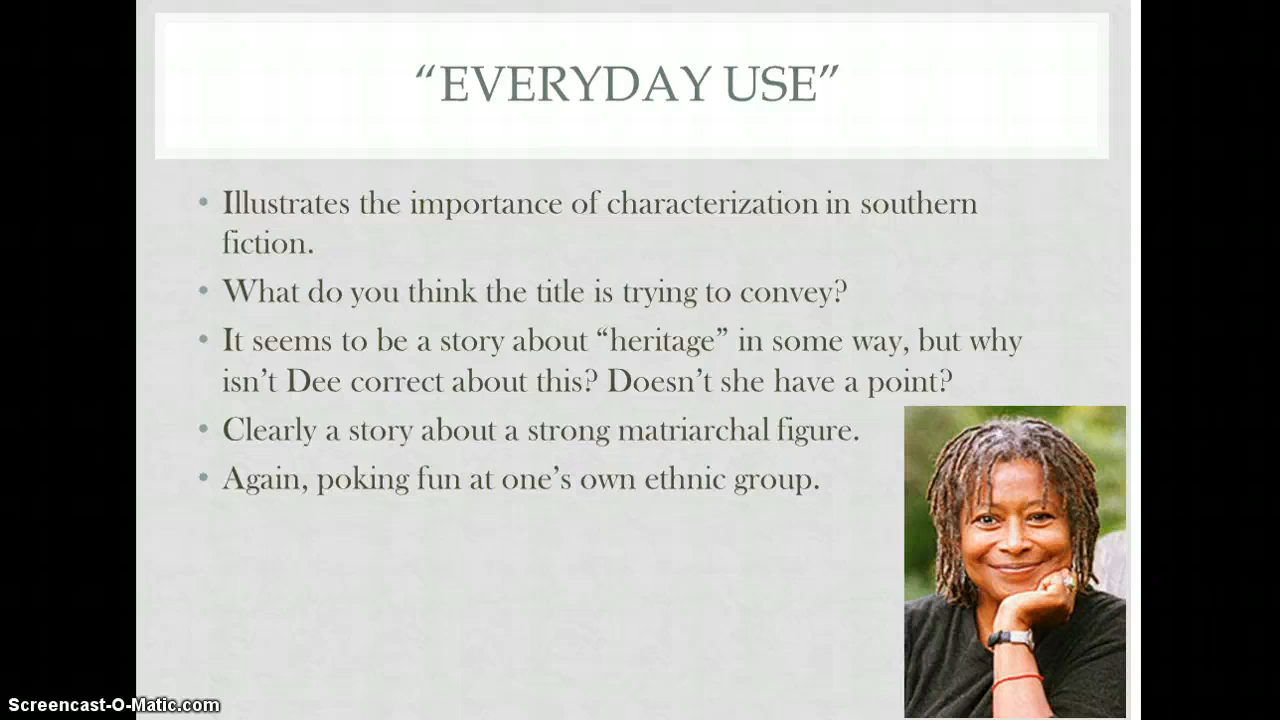 “EVERYDAY USE”
• Illustrates the importance of characterization in southern
fiction.
• What do you think the title is trying to convey?
• It seems to be a story about “heritage” in some way, but why
isn’t Dee correct about this? Doesn’t she have a point?
• Clearly a story about a strong matriarchal figure.
• Again, poking fun at one’s own ethnic group.
Screencast-O-Matic.com